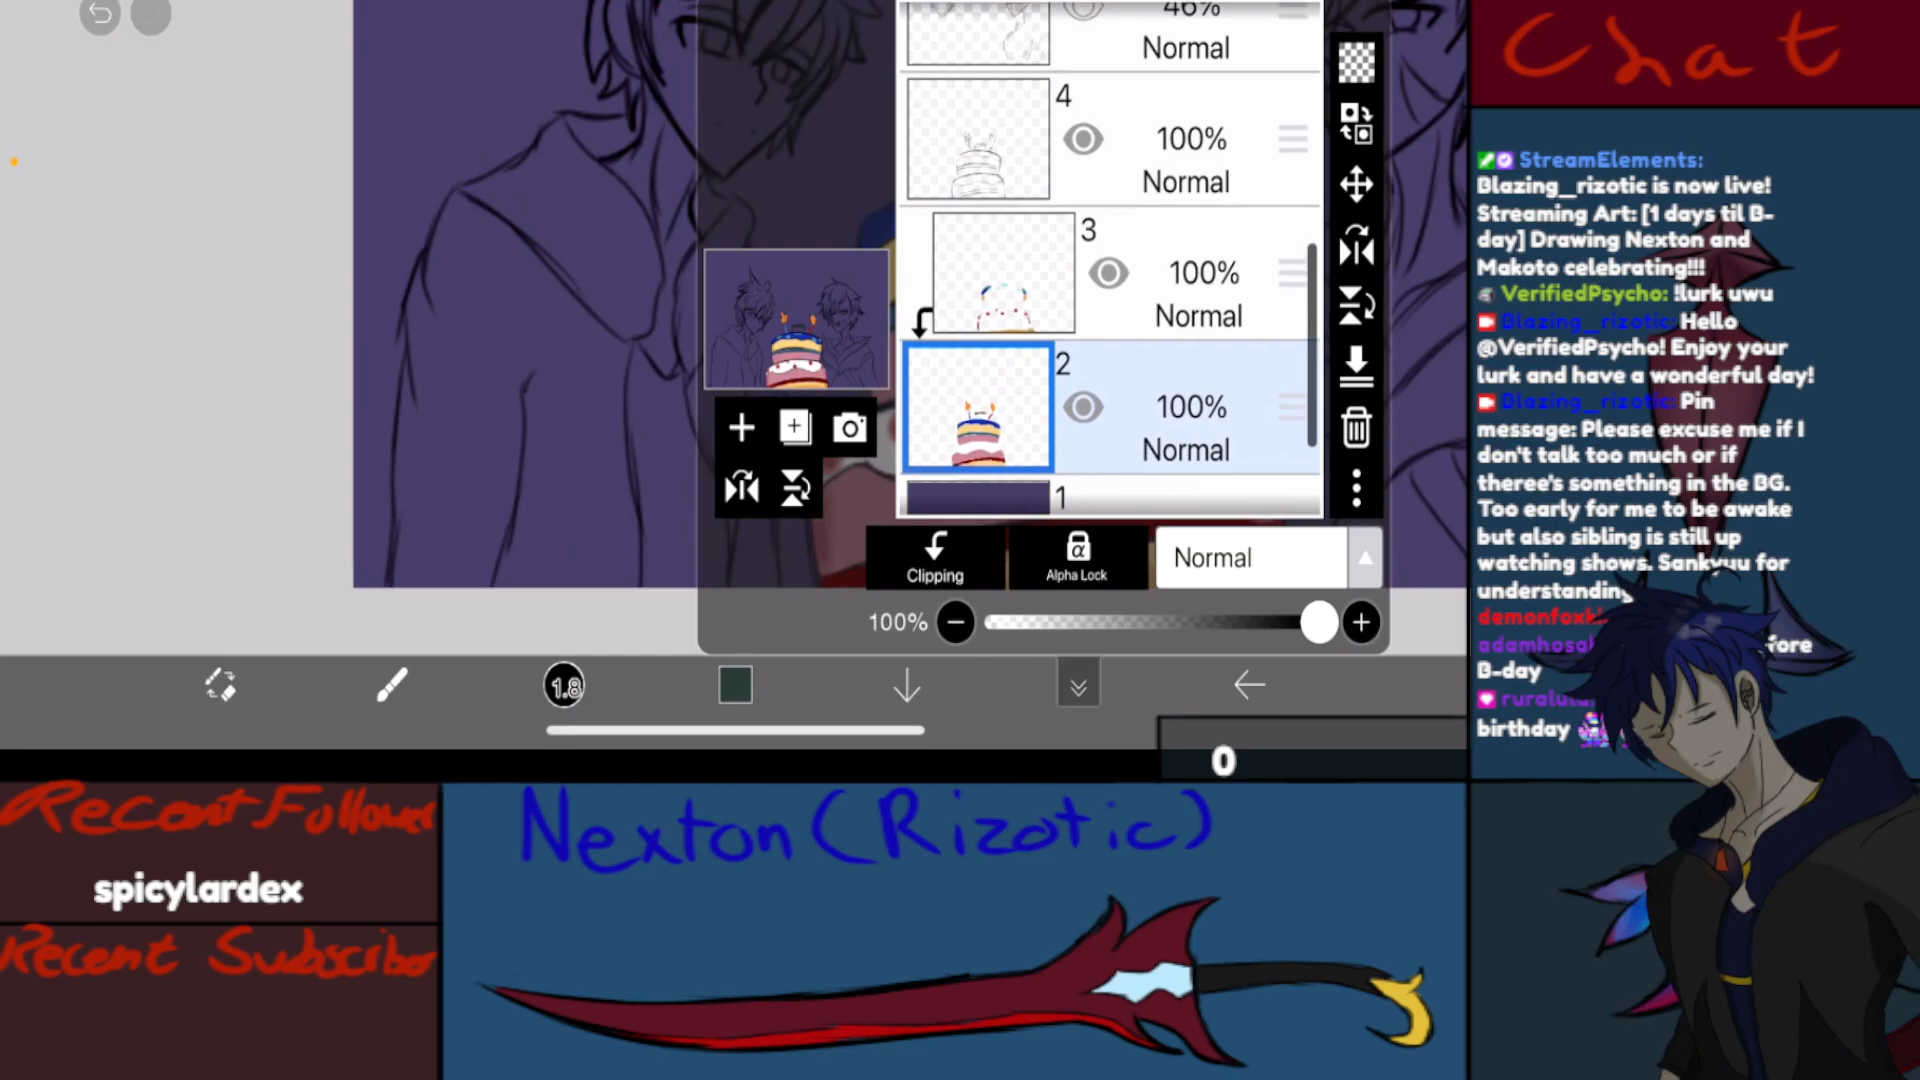 46%
Normal
4
100%
Normal
3
100%
Normal
2
100%
Normal
1
Clipping
α
Alpha Lock
Normal
100%
1.8
0
Chat
StreamElements:
Blazing_rizotic is now live!
Streaming Art: [1 days til B-
day] Drawing Nexton and
Makoto celebrating!!!
VerifiedPsycho: !lurk uwu
Blazing_rizotic: Hello
@VerifiedPsycho! Enjoy your
lurk and have a wonderful day!
Blazing_rizotic: Pin
message: Please excuse me if I
don't talk too much or if
theree's something in the BG.
Too early for me to be awake
but also sibling is still up
watching shows. Sankyuu for
understanding
B-day
birthday
Recent Follower
spicylardex
Recent Subscriber
Nexton (Rizotic)